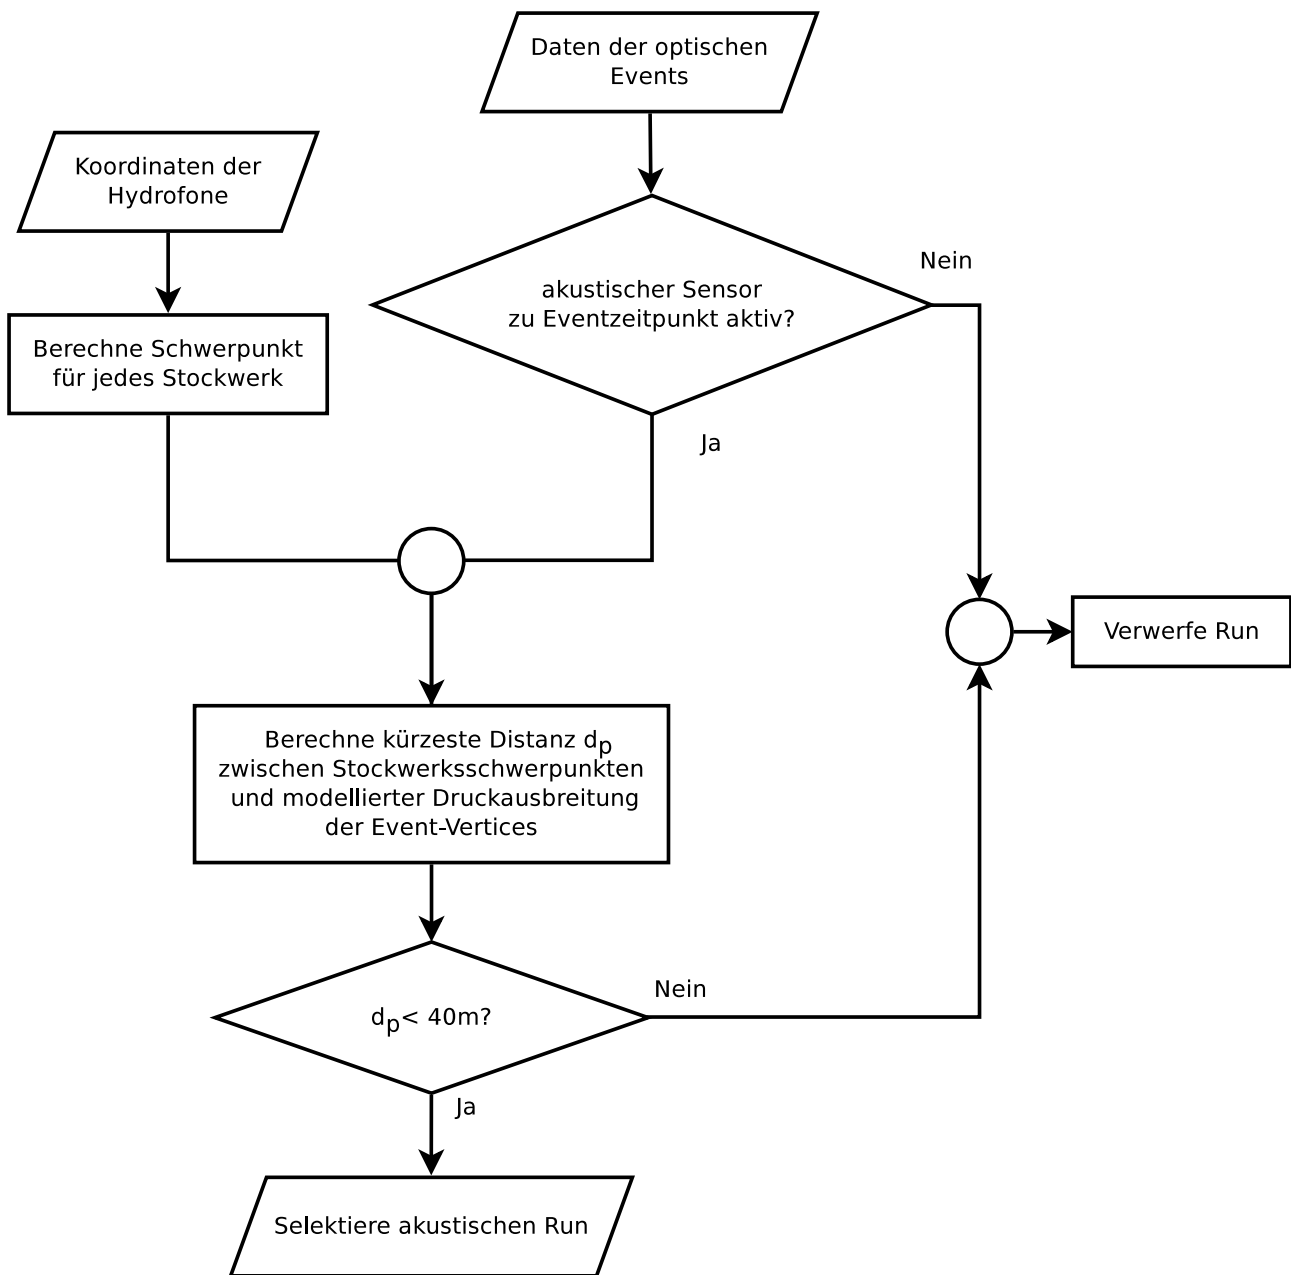 Daten der optischen
Events
Koordinaten der
Hydrofone
akustischer Sensor
zu Eventzeitpunkt aktiv?
Nein
Berechne Schwerpunkt
für jedes Stockwerk
Ja
Verwerfe Run
Berechne kürzeste Distanz dp
zwischen Stockwerksschwerpunkten
und modellierter Druckausbreitung
der Event-Vertices
dp< 40m?
Nein
Ja
Selektiere akustischen Run